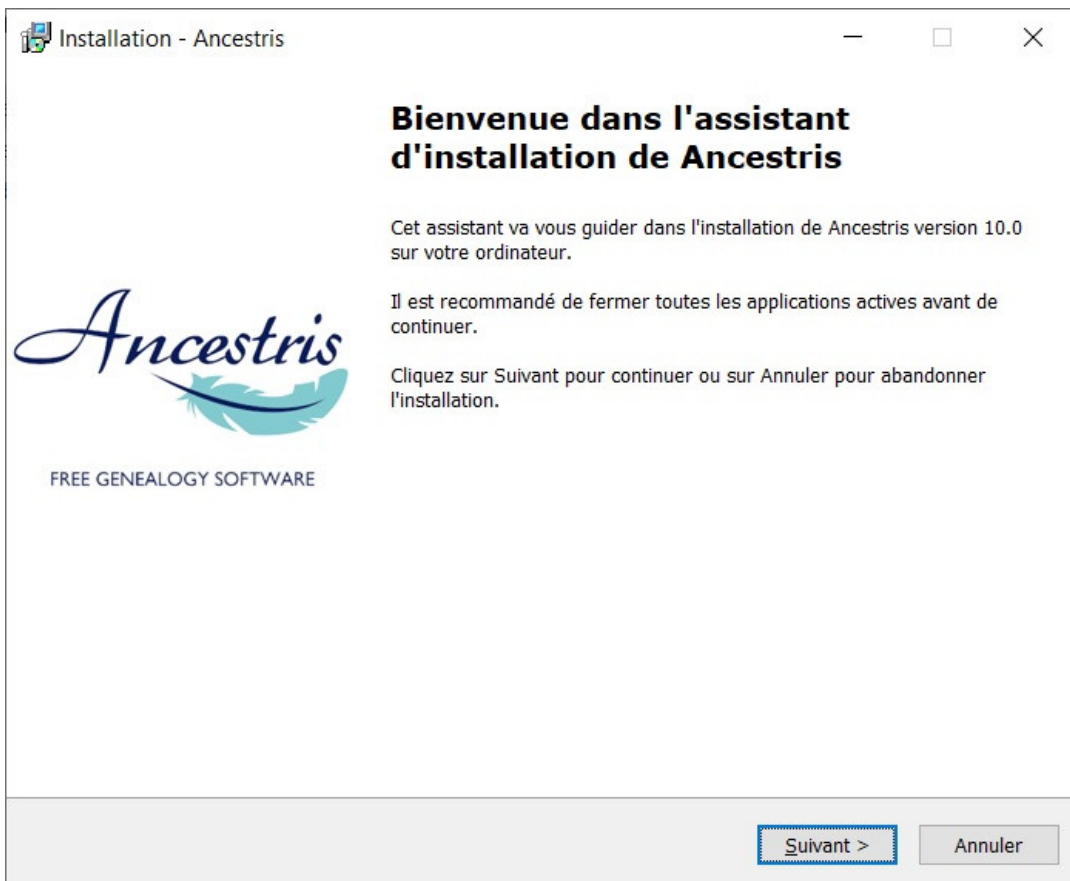 Installation - Ancestris
Bienvenue dans l'assistant
d'installation de Ancestris
Cet assistant va vous guider dans l'installation de Ancestris version 10.0
sur votre ordinateur.
Il est recommandé de fermer toutes les applications actives avant de
continuer.
Cliquez sur Suivant pour continuer ou sur Annuler pour abandonner
l'installation.
Ancestris
FREE GENEALOGY SOFTWARE
Suivant >
Annuler